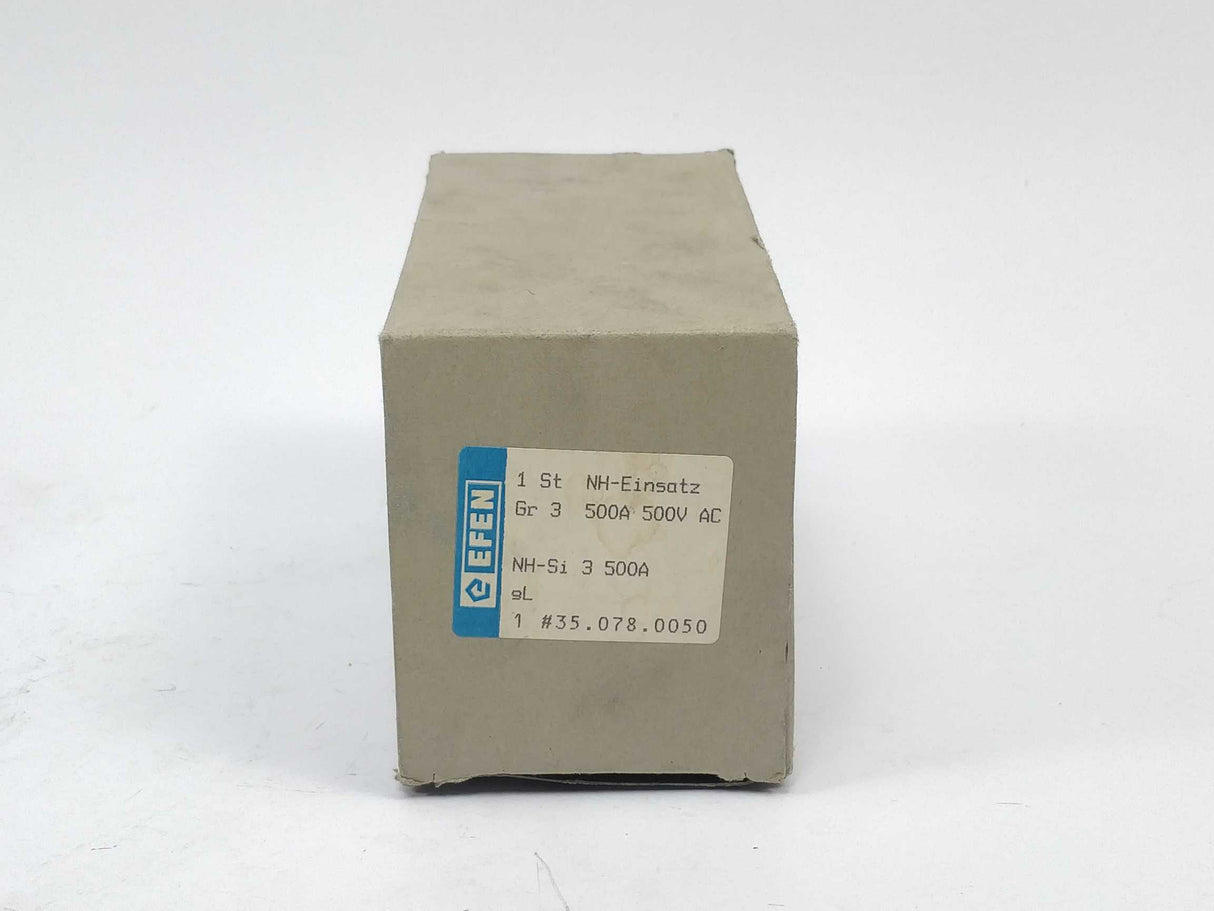 EFEN
1 St NH-Einsatz
Gr 3 500A 500V AC
NH-Si 3 500A
gL
1 #35.078.0050